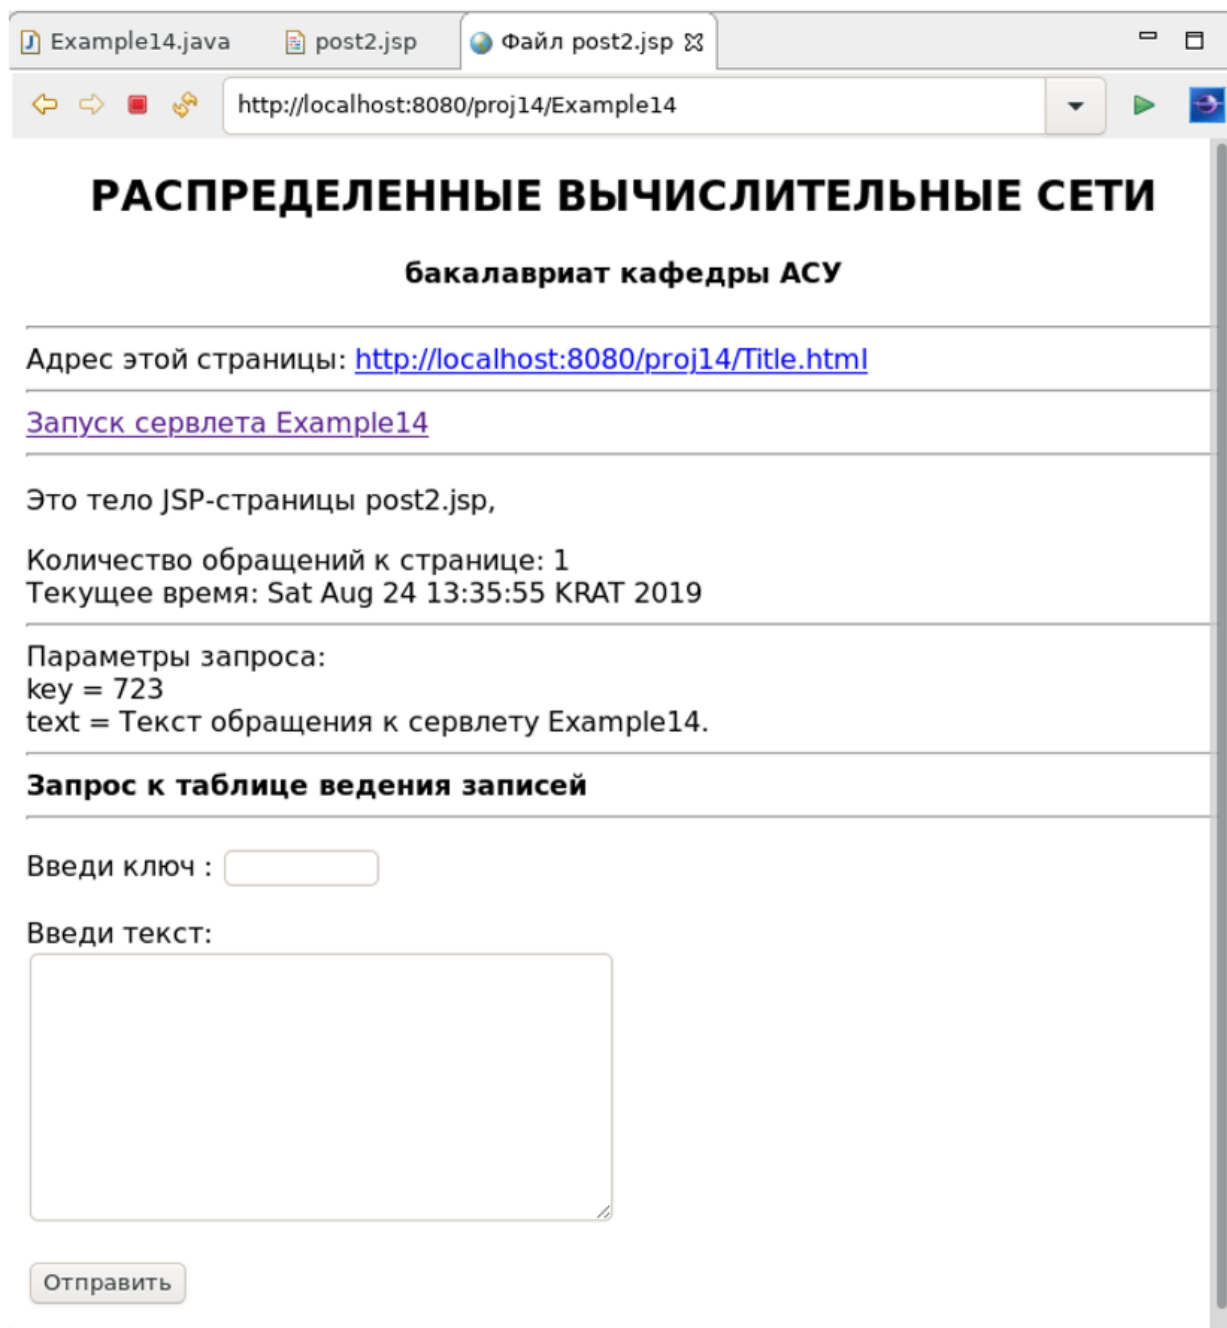 Example14.java post2.jsp Файл post2.jsp
http://localhost:8080/proj14/Example14
РАСПРЕДЕЛЕННЫЕ ВЫЧИСЛИТЕЛЬНЫЕ СЕТИ
бакалавриат кафедры АСУ
Адрес этой страницы: http://localhost:8080/proj14/Title.html
Запуск сервлета Example14
Это тело JSP-страницы post2.jsp,
Количество обращений к странице: 1
Текущее время: Sat Aug 24 13:35:55 KRAT 2019
Параметры запроса:
key = 723
text = Текст обращения к сервлету Example14.
Запрос к таблице ведения записей
Введи ключ :
Введи текст:
Отправить